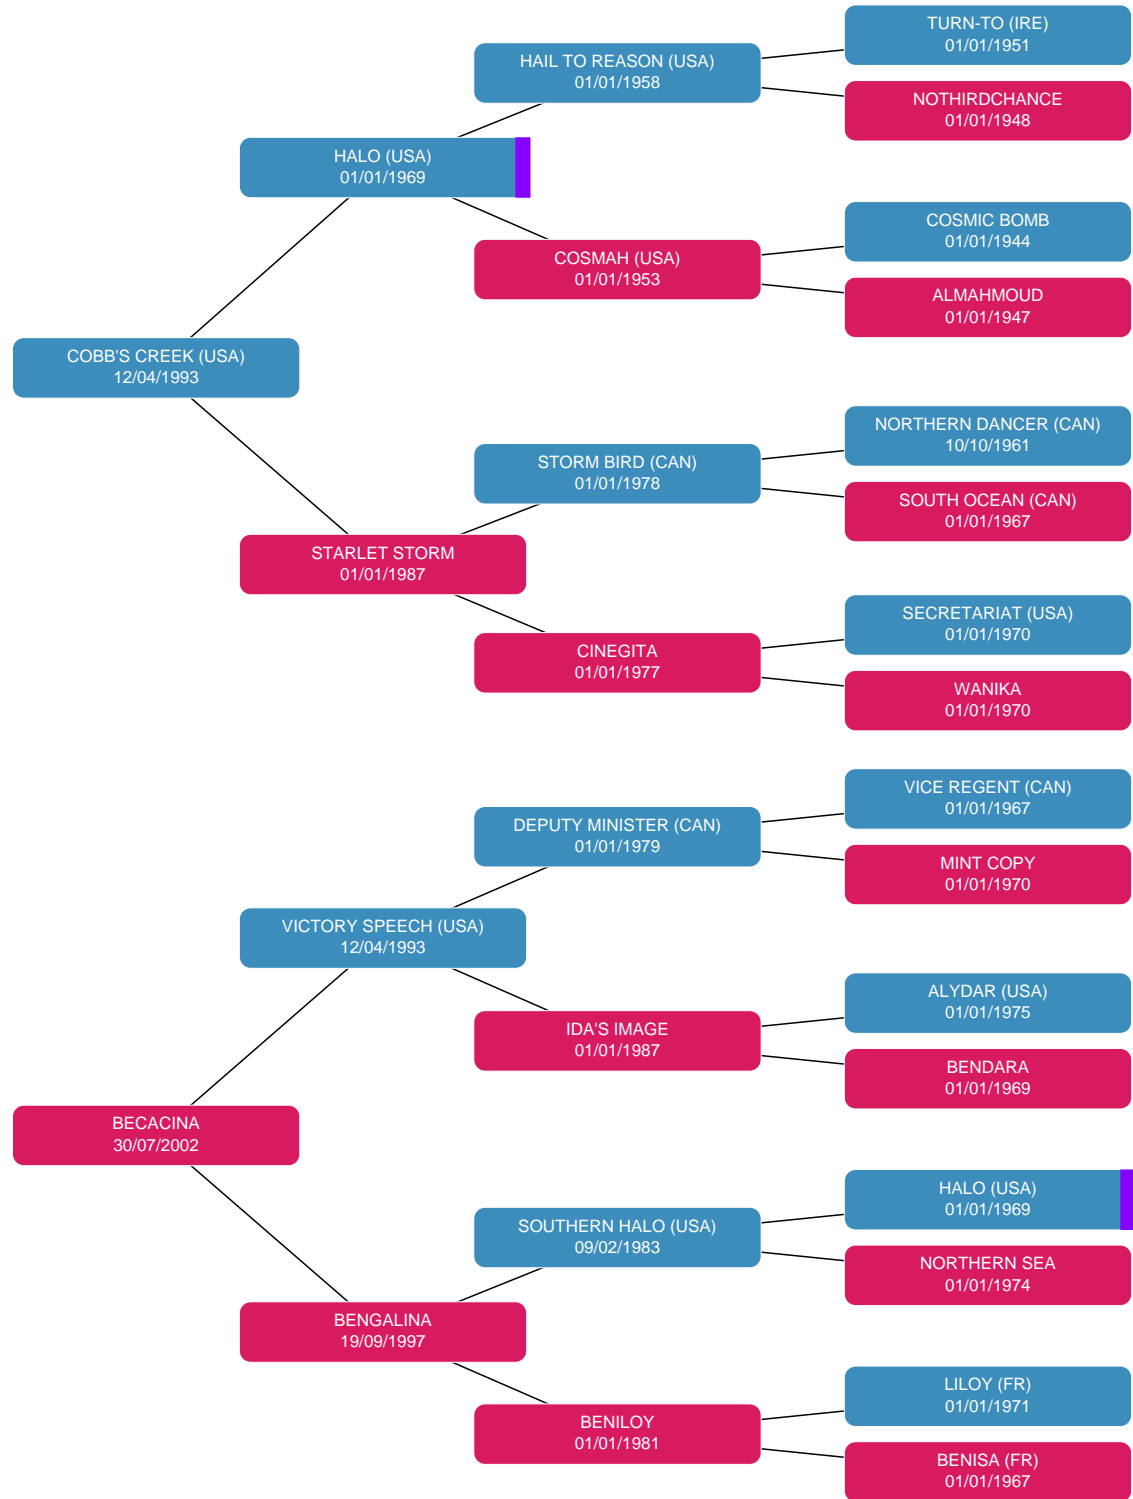 TURN-TO (IRE)
01/01/1951
HAIL TO REASON (USA)
01/01/1958
NOTHIRDCHANCE
01/01/1948
HALO (USA)
01/01/1969
COSMIC BOMB
01/01/1944
COSMAH (USA)
01/01/1953
ALMAHMOUD
01/01/1947
COBB'S CREEK (USA)
12/04/1993
NORTHERN DANCER (CAN)
10/10/1961
STORM BIRD (CAN)
01/01/1978
SOUTH OCEAN (CAN)
01/01/1967
STARLET STORM
01/01/1987
SECRETARIAT (USA)
01/01/1970
CINEGITA
01/01/1977
WANIKA
01/01/1970
VICE REGENT (CAN)
01/01/1967
DEPUTY MINISTER (CAN)
01/01/1979
MINT COPY
01/01/1970
VICTORY SPEECH (USA)
12/04/1993
ALYDAR (USA)
01/01/1975
IDA'S IMAGE
01/01/1987
BENDARA
01/01/1969
BECACINA
30/07/2002
HALO (USA)
01/01/1969
SOUTHERN HALO (USA)
09/02/1983
NORTHERN SEA
01/01/1974
BENGALINA
19/09/1997
LILOY (FR)
01/01/1971
BENILOY
01/01/1981
BENISA (FR)
01/01/1967